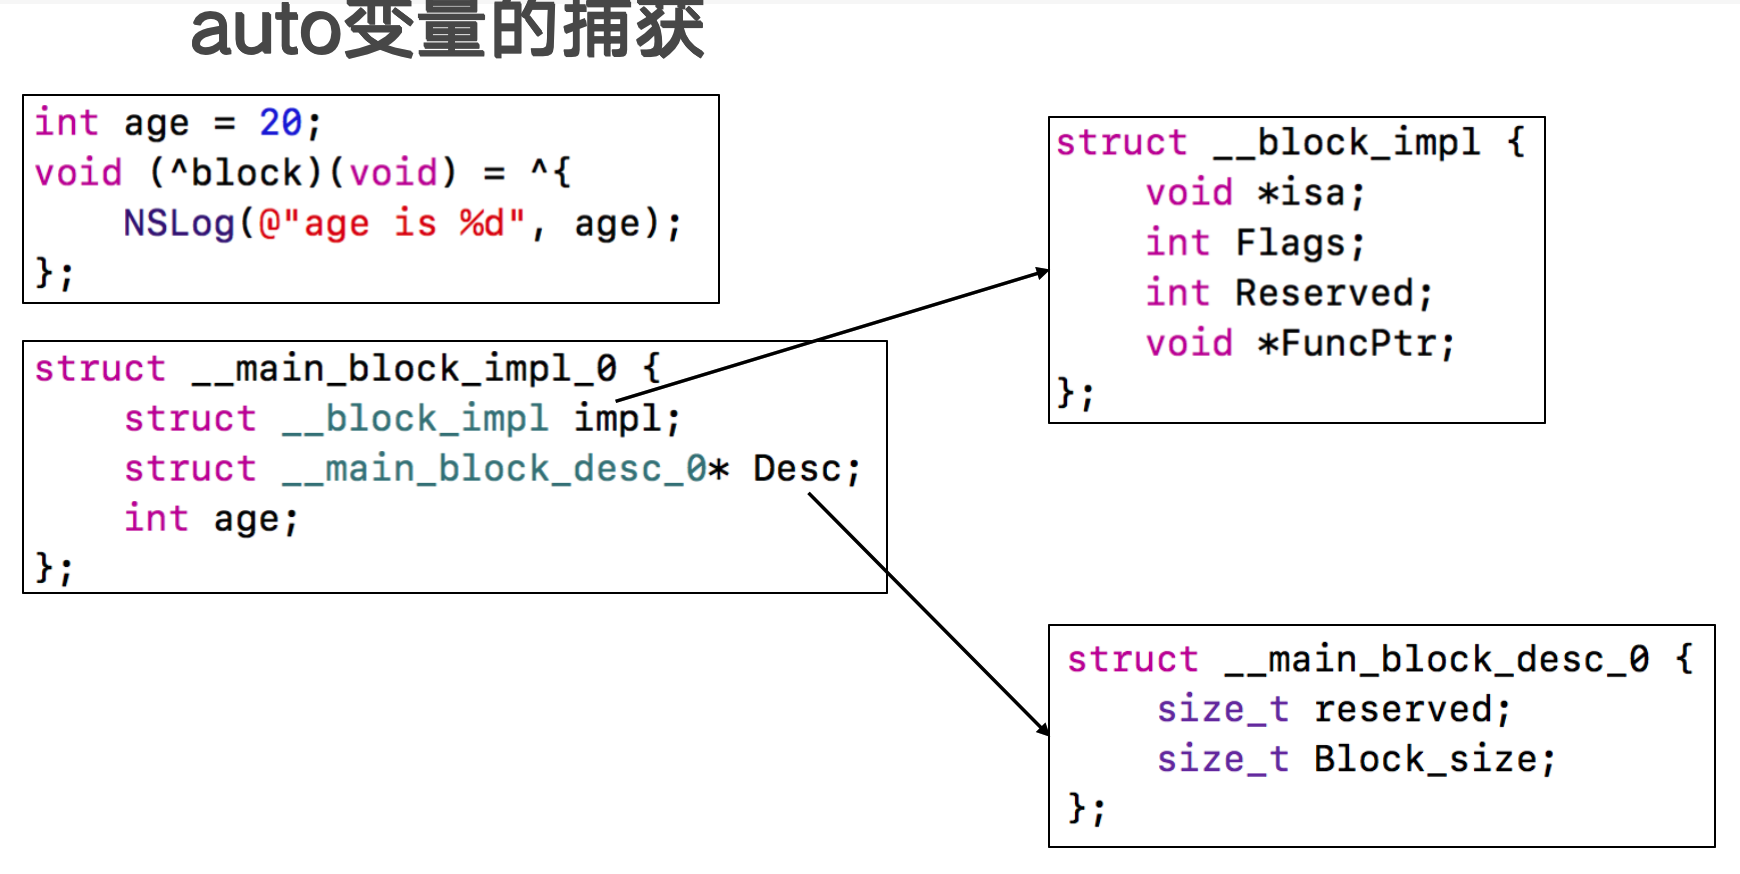 auto变量的捕获
int age = 20;
void (^block)(void) = ^{
    NSLog(@"age is %d", age);
};
struct __main_block_impl_0 {
    struct __block_impl impl;
    struct __main_block_desc_0* Desc;
    int age;
};
struct __block_impl {
    void *isa;
    int Flags;
    int Reserved;
    void *FuncPtr;
};
struct __main_block_desc_0 {
    size_t reserved;
    size_t Block_size;
};